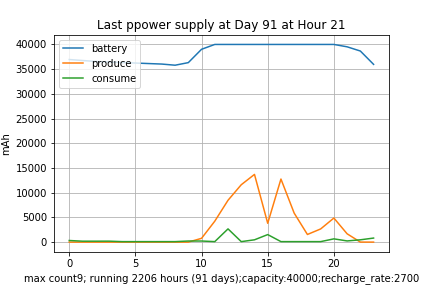 Last ppower supply at Day 91 at Hour 21
battery
produce
consume
mAh
40000
35000
30000
25000
20000
15000
10000
5000
0
0 5 10 15 20
max count9; running 2206 hours (91 days);capacity:40000;recharge_rate:2700